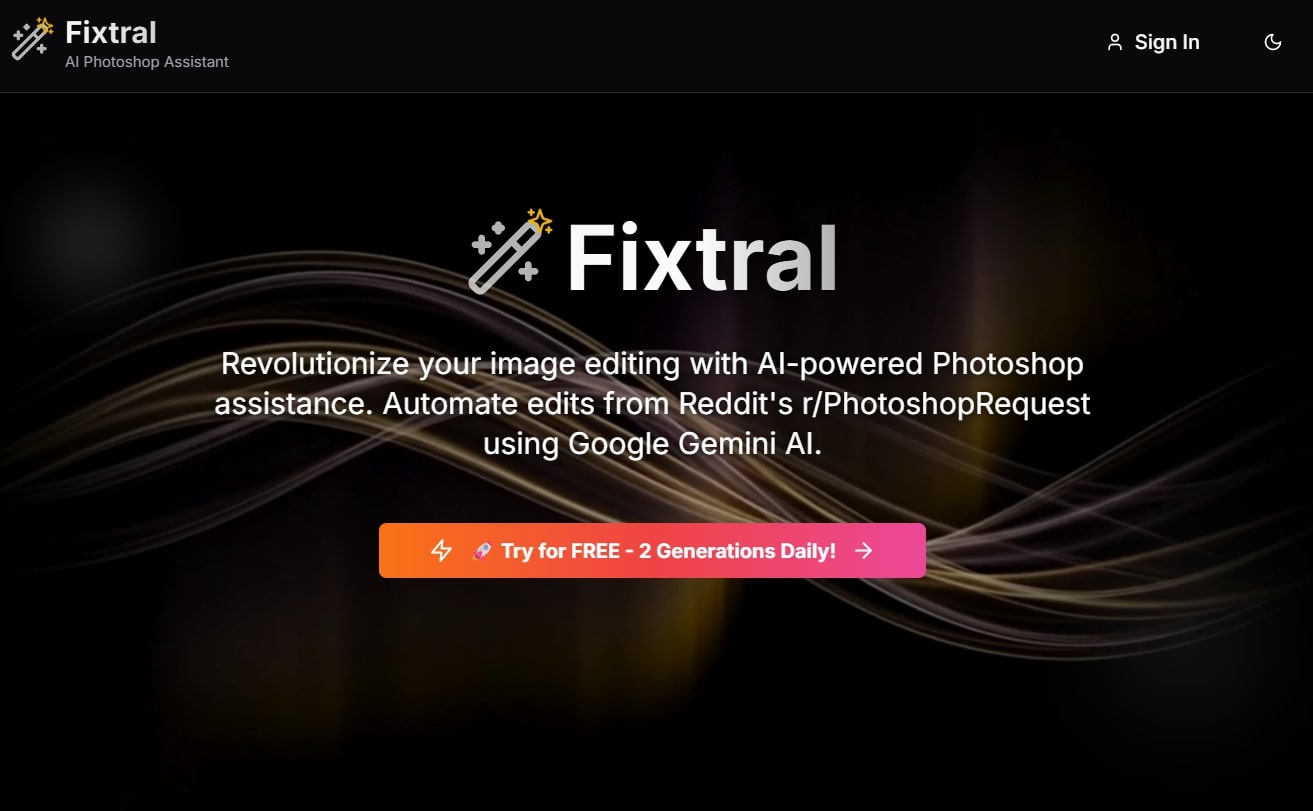 Fixtral
AI Photoshop Assistant
Sign In
Fixtral
Revolutionize your image editing with AI-powered Photoshop
assistance. Automate edits from Reddit's r/PhotoshopRequest
using Google Gemini AI.
🚀 Try for FREE - 2 Generations Daily!